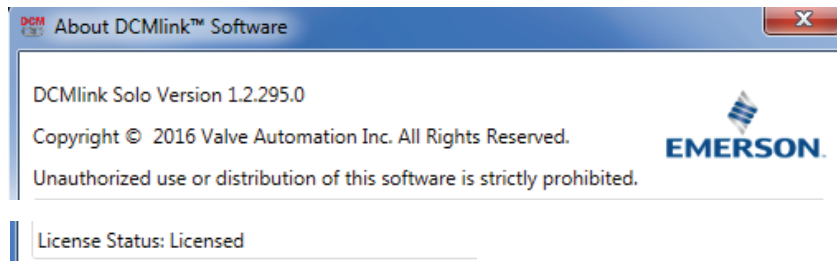 DCM
About DCMlink™ Software
DCMlink Solo Version 1.2.295.0
Copyright © 2016 Valve Automation Inc. All Rights Reserved.
EMERSON.
Unauthorized use or distribution of this software is strictly prohibited.
License Status: Licensed